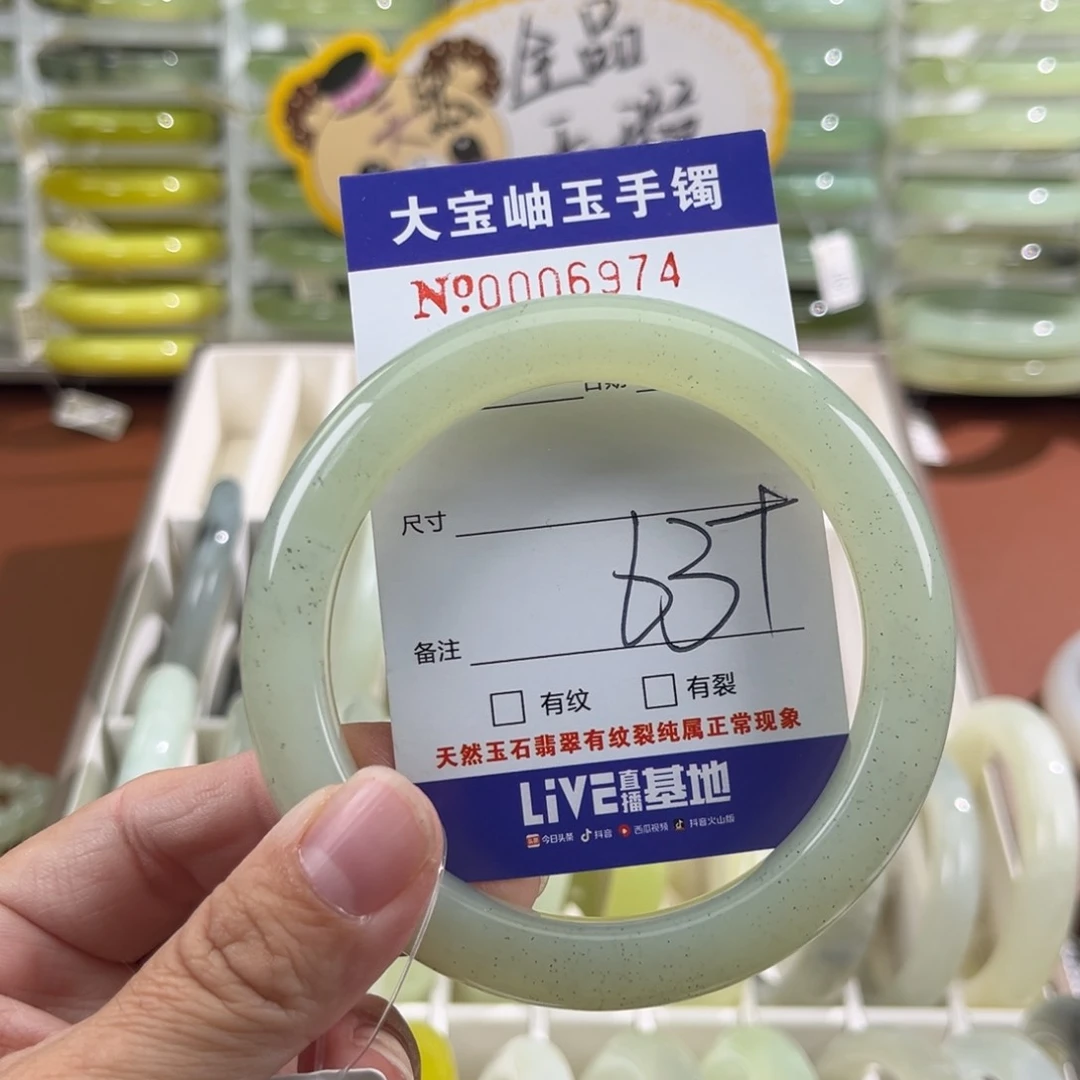 全品
大宝岫玉手镯
№0006974
日期
尺寸
63↑
备注
有纹 有裂
天然玉石翡翠有纹裂纯属正常现象
LiVE直播基地
今日头条 抖音 西瓜视频 抖音火山版